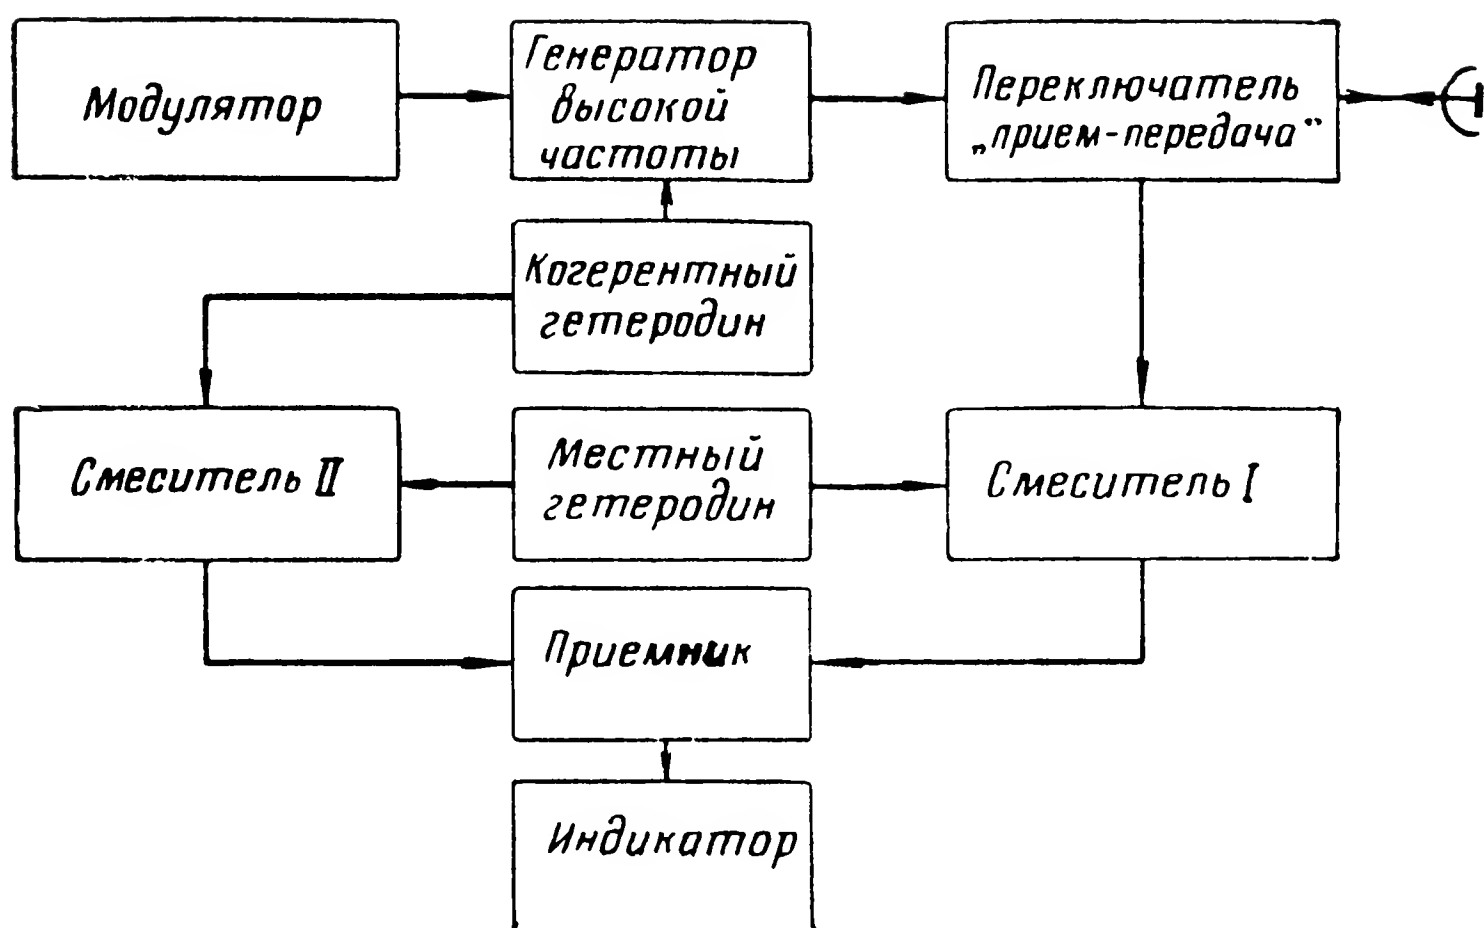 Модулятор
Генератор
высокой
частоты
Переключатель
„прием-передача“
Когерентный
гетеродин
Смеситель II
Местный
гетеродин
Смеситель I
Приемник
Индикатор